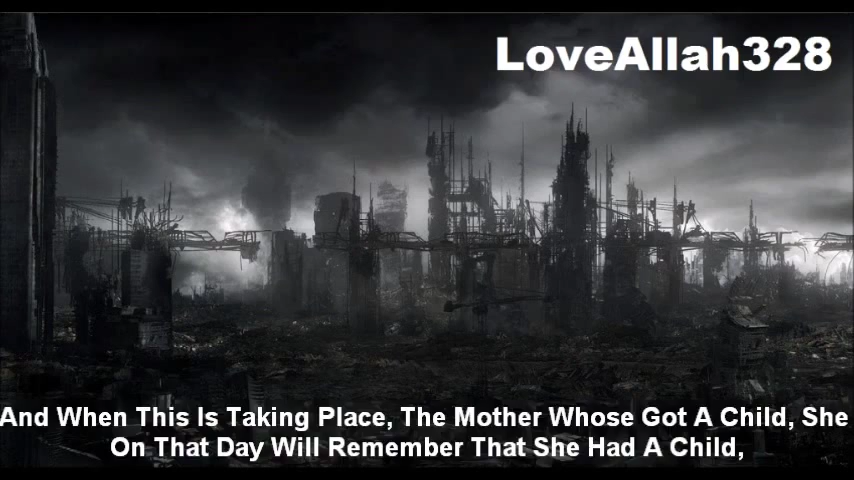 LoveAllah328
And When This Is Taking Place, The Mother Whose Got A Child, She
On That Day Will Remember That She Had A Child,